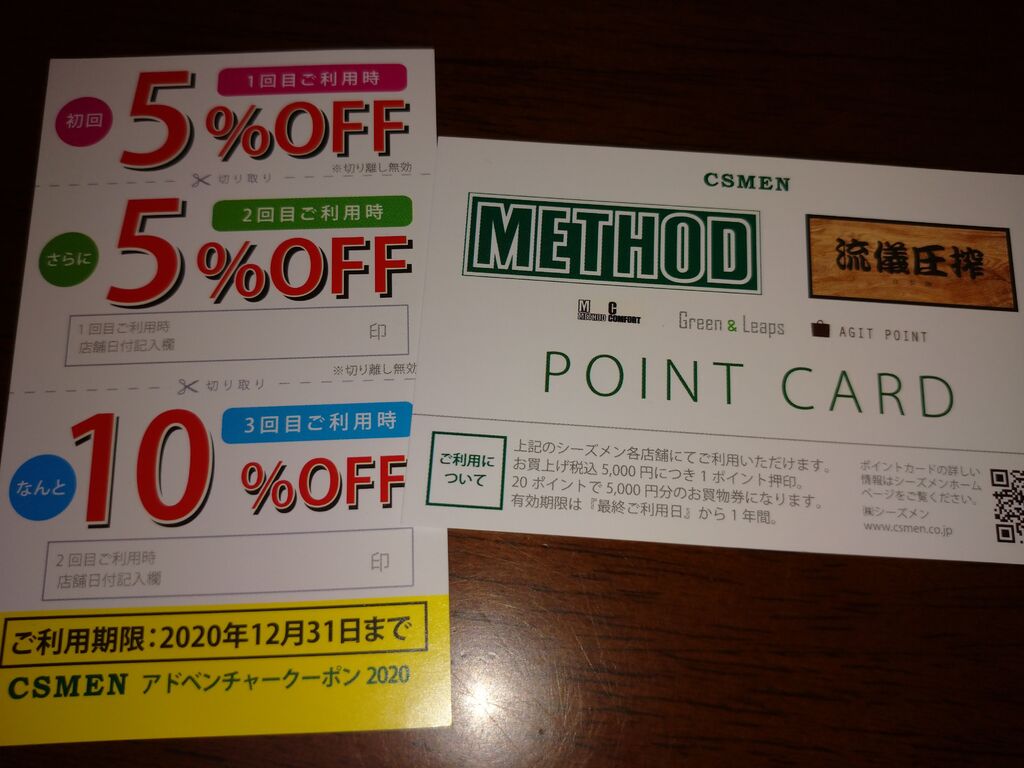 初回
1回目ご利用時
5%OFF
※切り離し無効
切り取り
さらに
2回目ご利用時
5%OFF
1回目ご利用時
店舗日付記入欄
印
※切り離し無効
切り取り
なんと
3回目ご利用時
10%OFF
2回目ご利用時
店舗日付記入欄
印
ご利用期限:2020年12月31日まで
CSMEN アドベンチャークーポン 2020
CSMEN
METHOD
流儀圧搾
METHOD COMFORT
Green & Leaps
AGIT POINT
POINT CARD
ご利用に
ついて
上記のシーズメン各店舗にてご利用いただけます。
お買上げ税込 5,000 円につき 1 ポイント押印。
20 ポイントで 5,000 円分のお買物券になります。
有効期限は『最終ご利用日』から 1 年間。
ポイントカードの詳しい
情報はシーズメンホーム
ページをご覧ください。
㈱シーズメン
www.csmen.co.jp